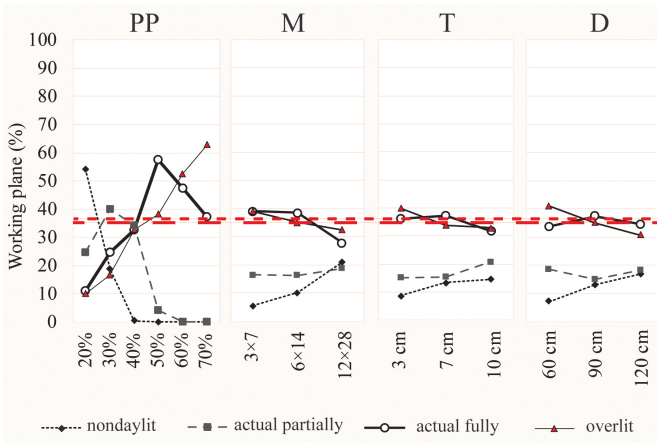 PP M T D
100
90
80
70
60
50
40
30
20
10
0
Working plane (%)
20% 30% 40% 50% 60% 70% 3×7 6×14 12×28 3 cm 7 cm 10 cm 60 cm 90 cm 120 cm
nondaylit actual partially actual fully overlit